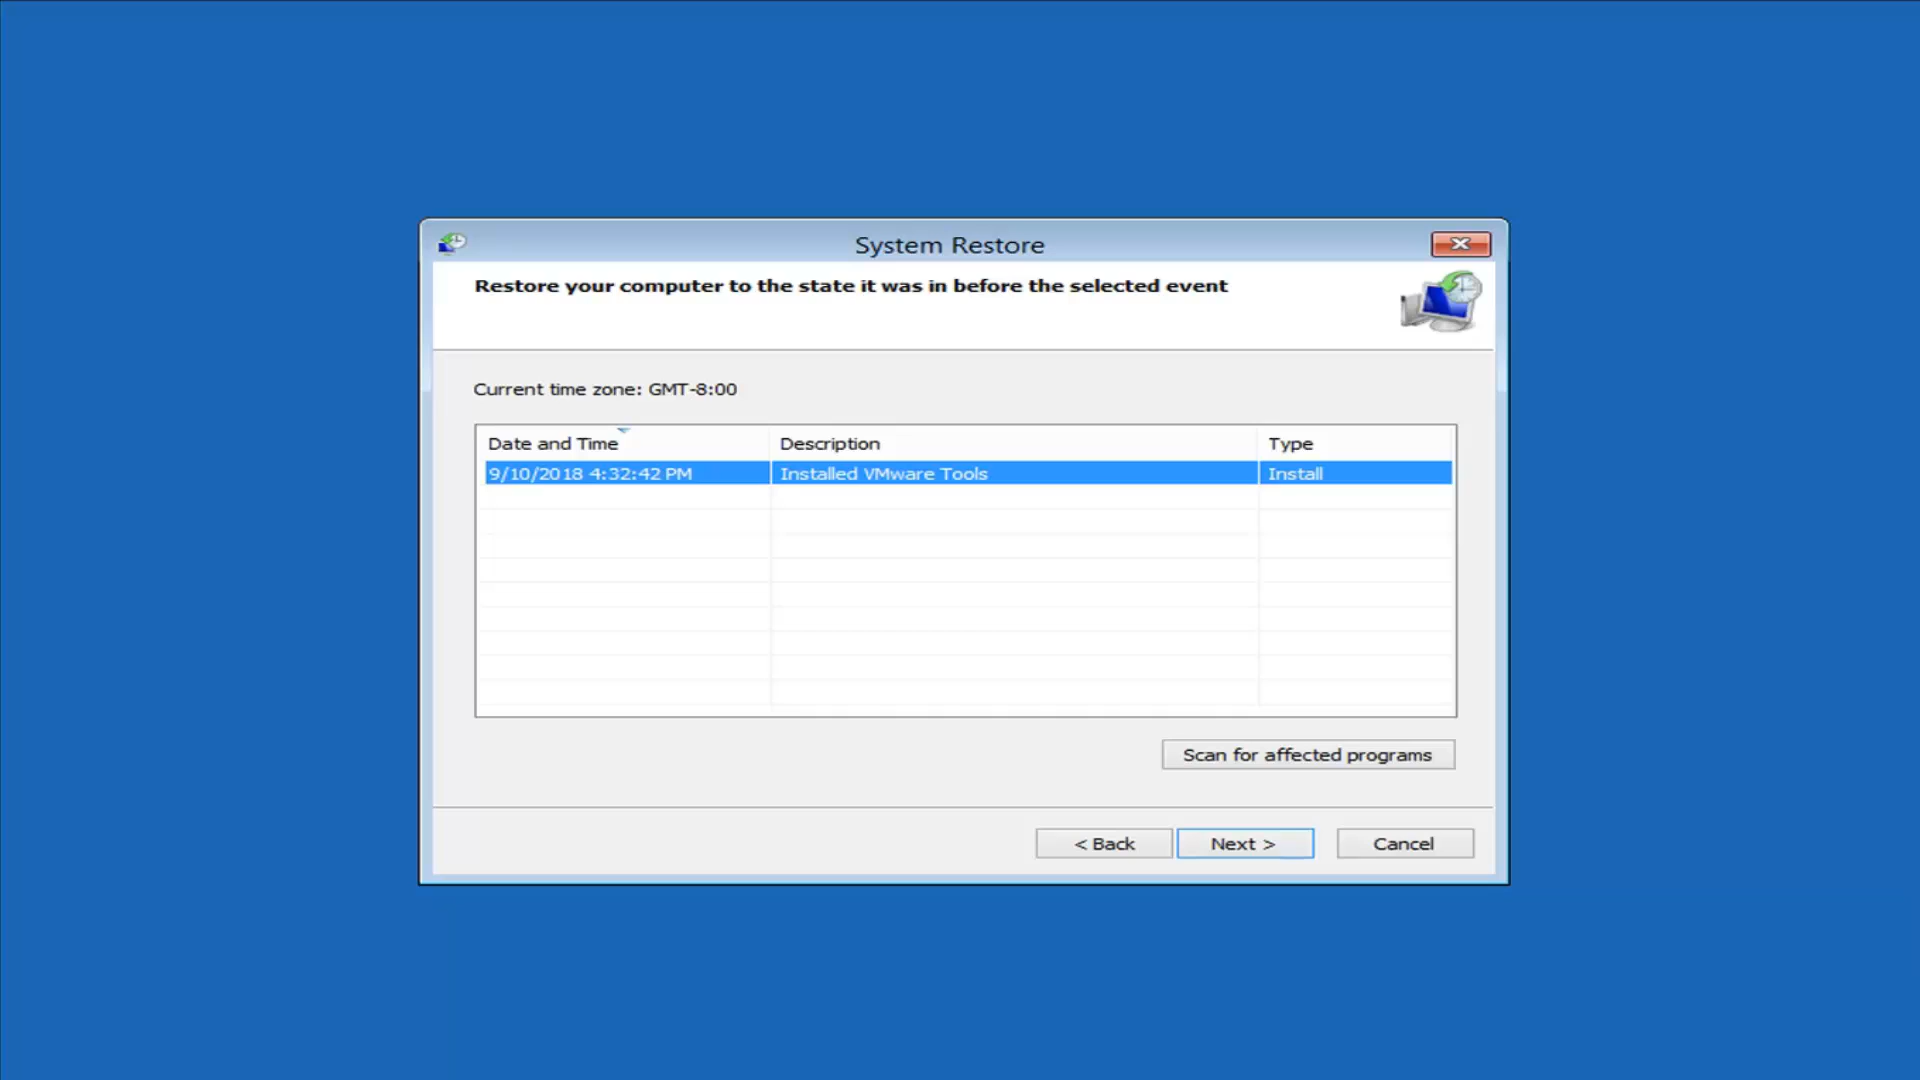 System Restore
Restore your computer to the state it was in before the selected event
Current time zone: GMT-8:00
Date and Time Description Type
9/10/2018 4:32:42 PM Installed VMware Tools Install
Scan for affected programs
< Back Next > Cancel